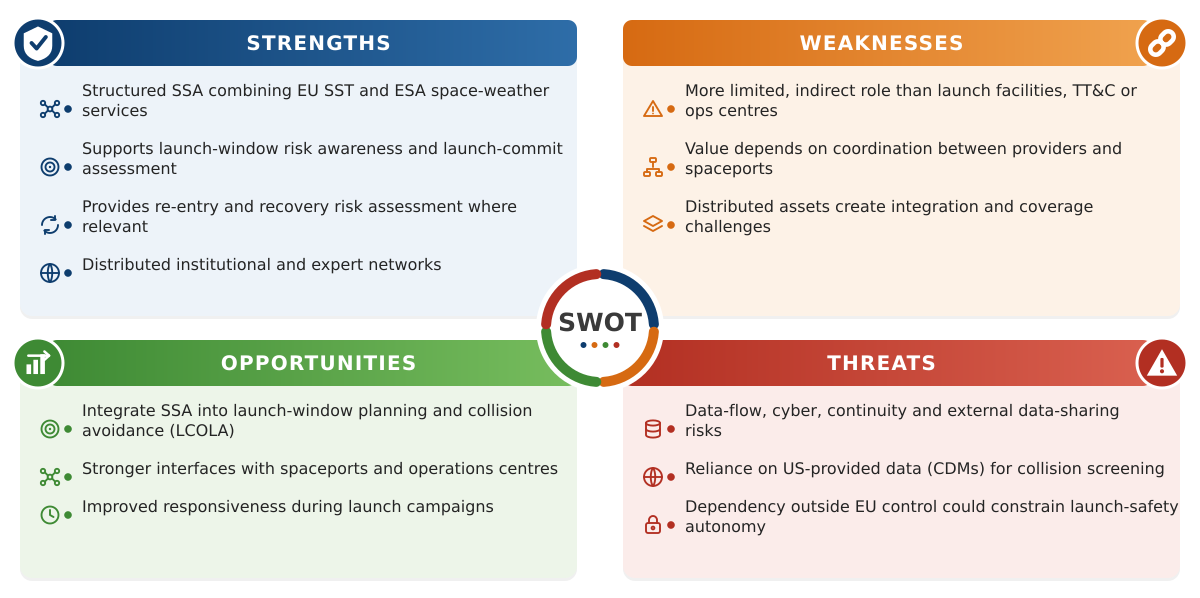 STRENGTHS
Structured SSA combining EU SST and ESA space-weather
services
Supports launch-window risk awareness and launch-commit
assessment
Provides re-entry and recovery risk assessment where
relevant
Distributed institutional and expert networks
WEAKNESSES
More limited, indirect role than launch facilities, TT&C or
ops centres
Value depends on coordination between providers and
spaceports
Distributed assets create integration and coverage
challenges
SWOT
OPPORTUNITIES
Integrate SSA into launch-window planning and collision
avoidance (LCOLA)
Stronger interfaces with spaceports and operations centres
Improved responsiveness during launch campaigns
THREATS
Data-flow, cyber, continuity and external data-sharing
risks
Reliance on US-provided data (CDMs) for collision screening
Dependency outside EU control could constrain launch-safety
autonomy